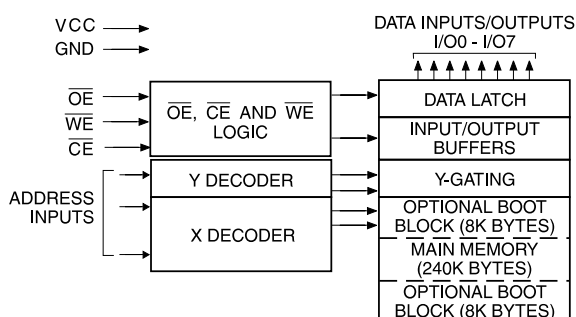 VCC
GND
DATA INPUTS/OUTPUTS
I/O0 - I/O7
OE
WE
CE
OE, CE AND WE
LOGIC
DATA LATCH
INPUT/OUTPUT
BUFFERS
ADDRESS
INPUTS
Y DECODER
Y-GATING
X DECODER
OPTIONAL BOOT
BLOCK (8K BYTES)
MAIN MEMORY
(240K BYTES)
OPTIONAL BOOT
BLOCK (8K BYTES)